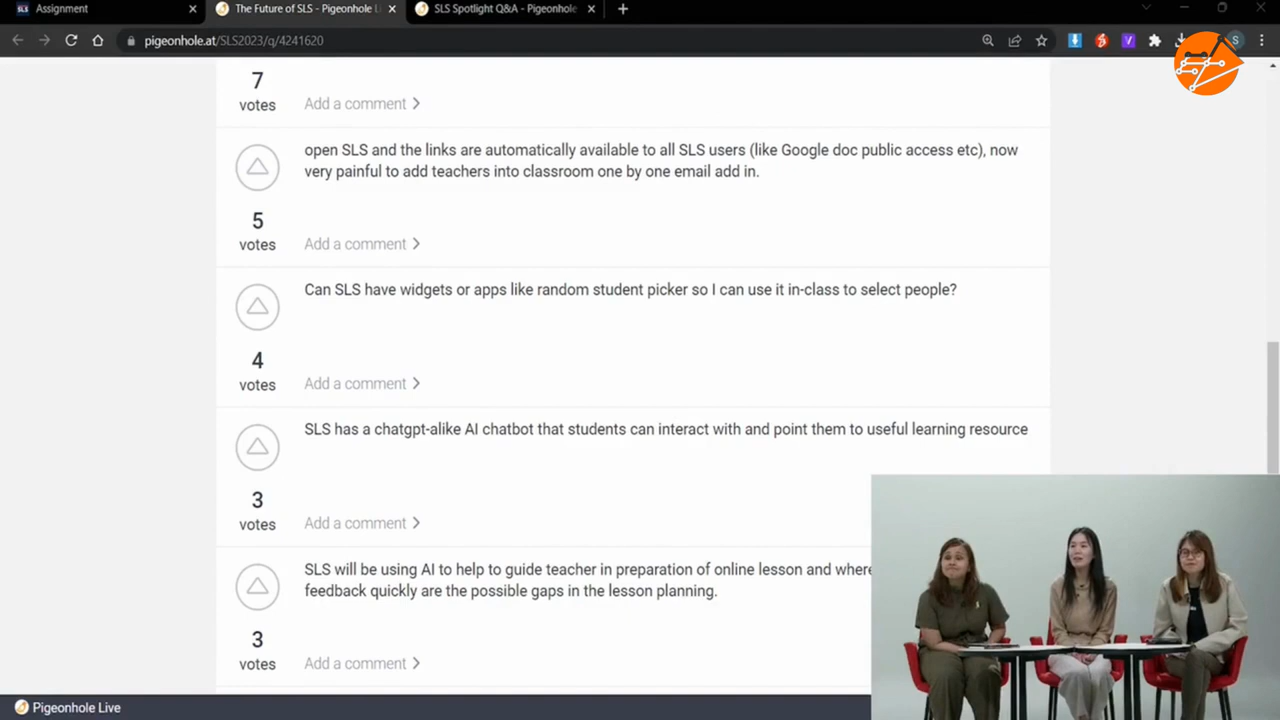 SLS
Assignment
The Future of SLS - Pigeonhole Li
SLS Spotlight Q&A - Pigeonhole
pigeonhole.at/SLS2023/q/4241620
S
7
votes
Add a comment
open SLS and the links are automatically available to all SLS users (like Google doc public access etc), now
very painful to add teachers into classroom one by one email add in.
5
votes
Add a comment
Can SLS have widgets or apps like random student picker so I can use it in-class to select people?
4
votes
Add a comment
SLS has a chatgpt-alike AI chatbot that students can interact with and point them to useful learning resource
3
votes
Add a comment
SLS will be using AI to help to guide teacher in preparation of online lesson and where
feedback quickly are the possible gaps in the lesson planning.
3
votes
Add a comment
Pigeonhole Live